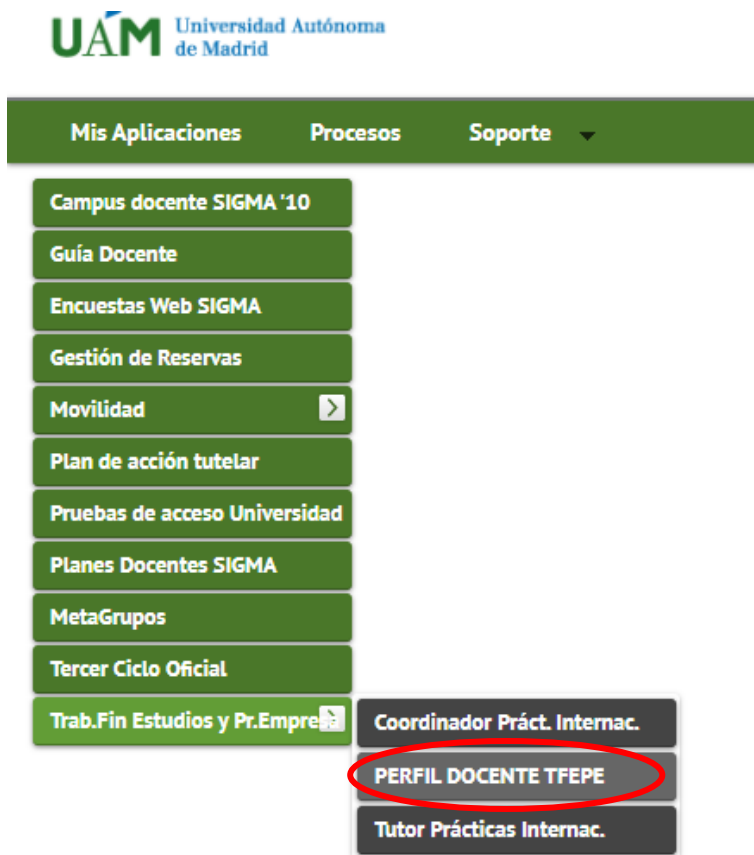 UAM Universidad Autónoma
de Madrid
Mis Aplicaciones Procesos Soporte
Campus docente SIGMA '10
Guía Docente
Encuestas Web SIGMA
Gestión de Reservas
Movilidad
Plan de acción tutelar
Pruebas de acceso Universidad
Planes Docentes SIGMA
MetaGrupos
Tercer Ciclo Oficial
Trab.Fin Estudios y Pr.Empresa
Coordinador Práct. Internac.
PERFIL DOCENTE TFEPE
Tutor Prácticas Internac.